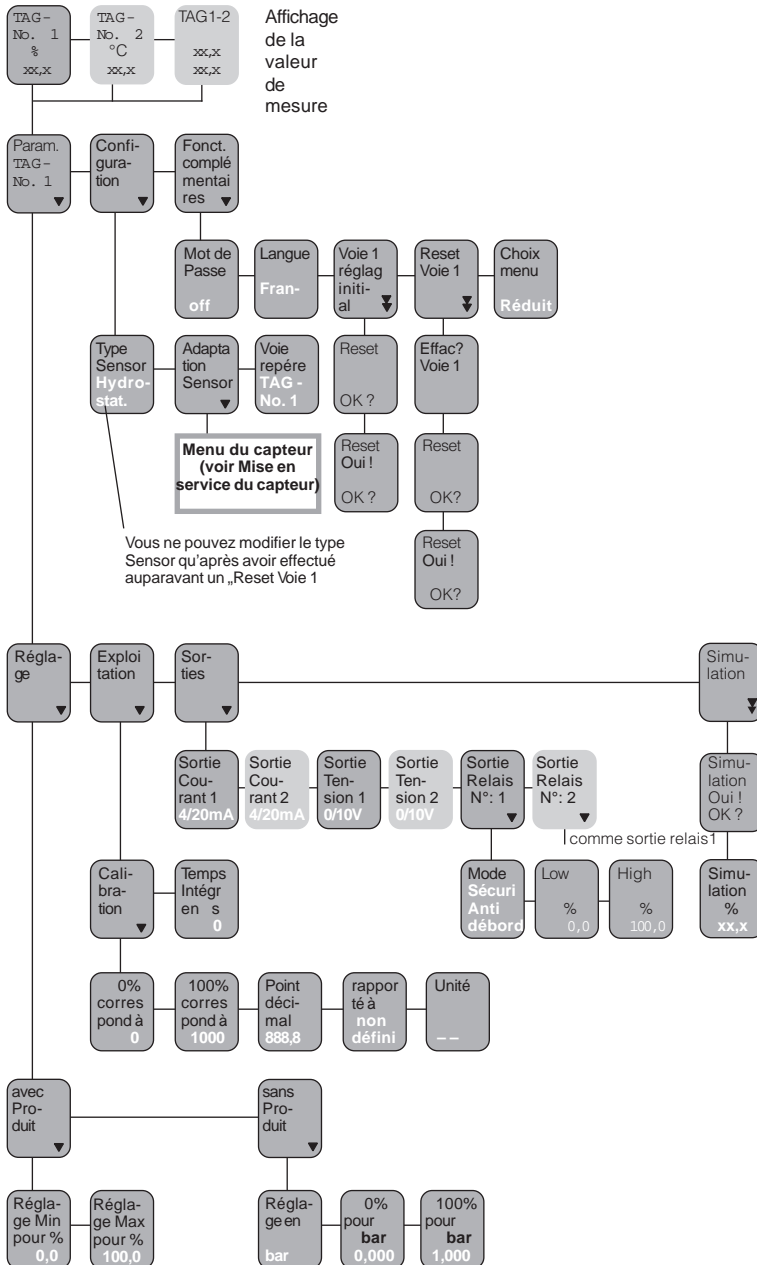 TAG-
No. 1
%
xx,x
TAG-
No. 2
°C
xx,x
TAG1-2
xx,x
xx,x
Affichage
de la
valeur
de
mesure
Param.
TAG-
No. 1
Confi-
gura-
tion
Fonct.
complé
mentai
res
Mot de
Passe
off
Langue
Fran-
Voie 1
réglag
initi-
al
Reset
Voie 1
Choix
menu
Réduit
Type
Sensor
Hydro-
stat.
Adapta
tion
Sensor
Voie
repére
TAG -
No. 1
Reset
OK ?
Effac?
Voie 1
Menu du capteur
(voir Mise en
service du capteur)
Reset
Oui !
OK ?
Reset
OK?
Vous ne pouvez modifier le type
Sensor qu'après avoir effectué
auparavant un „Reset Voie 1
Reset
Oui !
OK?
Régla-
ge
Exploi
tation
Sor-
ties
Simu-
lation
Sortie
Cou-
rant 1
4/20mA
Sortie
Cou-
rant 2
4/20mA
Sortie
Ten-
sion 1
0/10V
Sortie
Ten-
sion 2
0/10V
Sortie
Relais
N°: 1
Sortie
Relais
N°: 2
Simu-
lation
Oui !
OK ?
comme sortie relais1
Cali-
bra-
tion
Temps
Intégr
en s
0
Mode
Sécuri
Anti
débord
Low
%
0,0
High
%
100,0
Simu-
lation
%
xx,x
0%
corres
pond à
0
100%
corres
pond à
1000
Point
déci-
mal
888,8
rappor
té à
non
défini
Unité
– –
avec
Pro-
duit
sans
Pro-
duit
Régla-
ge Min
pour %
0,0
Régla-
ge Max
pour %
100,0
Régla-
ge en
bar
0%
pour
bar
0,000
100%
pour
bar
1,000